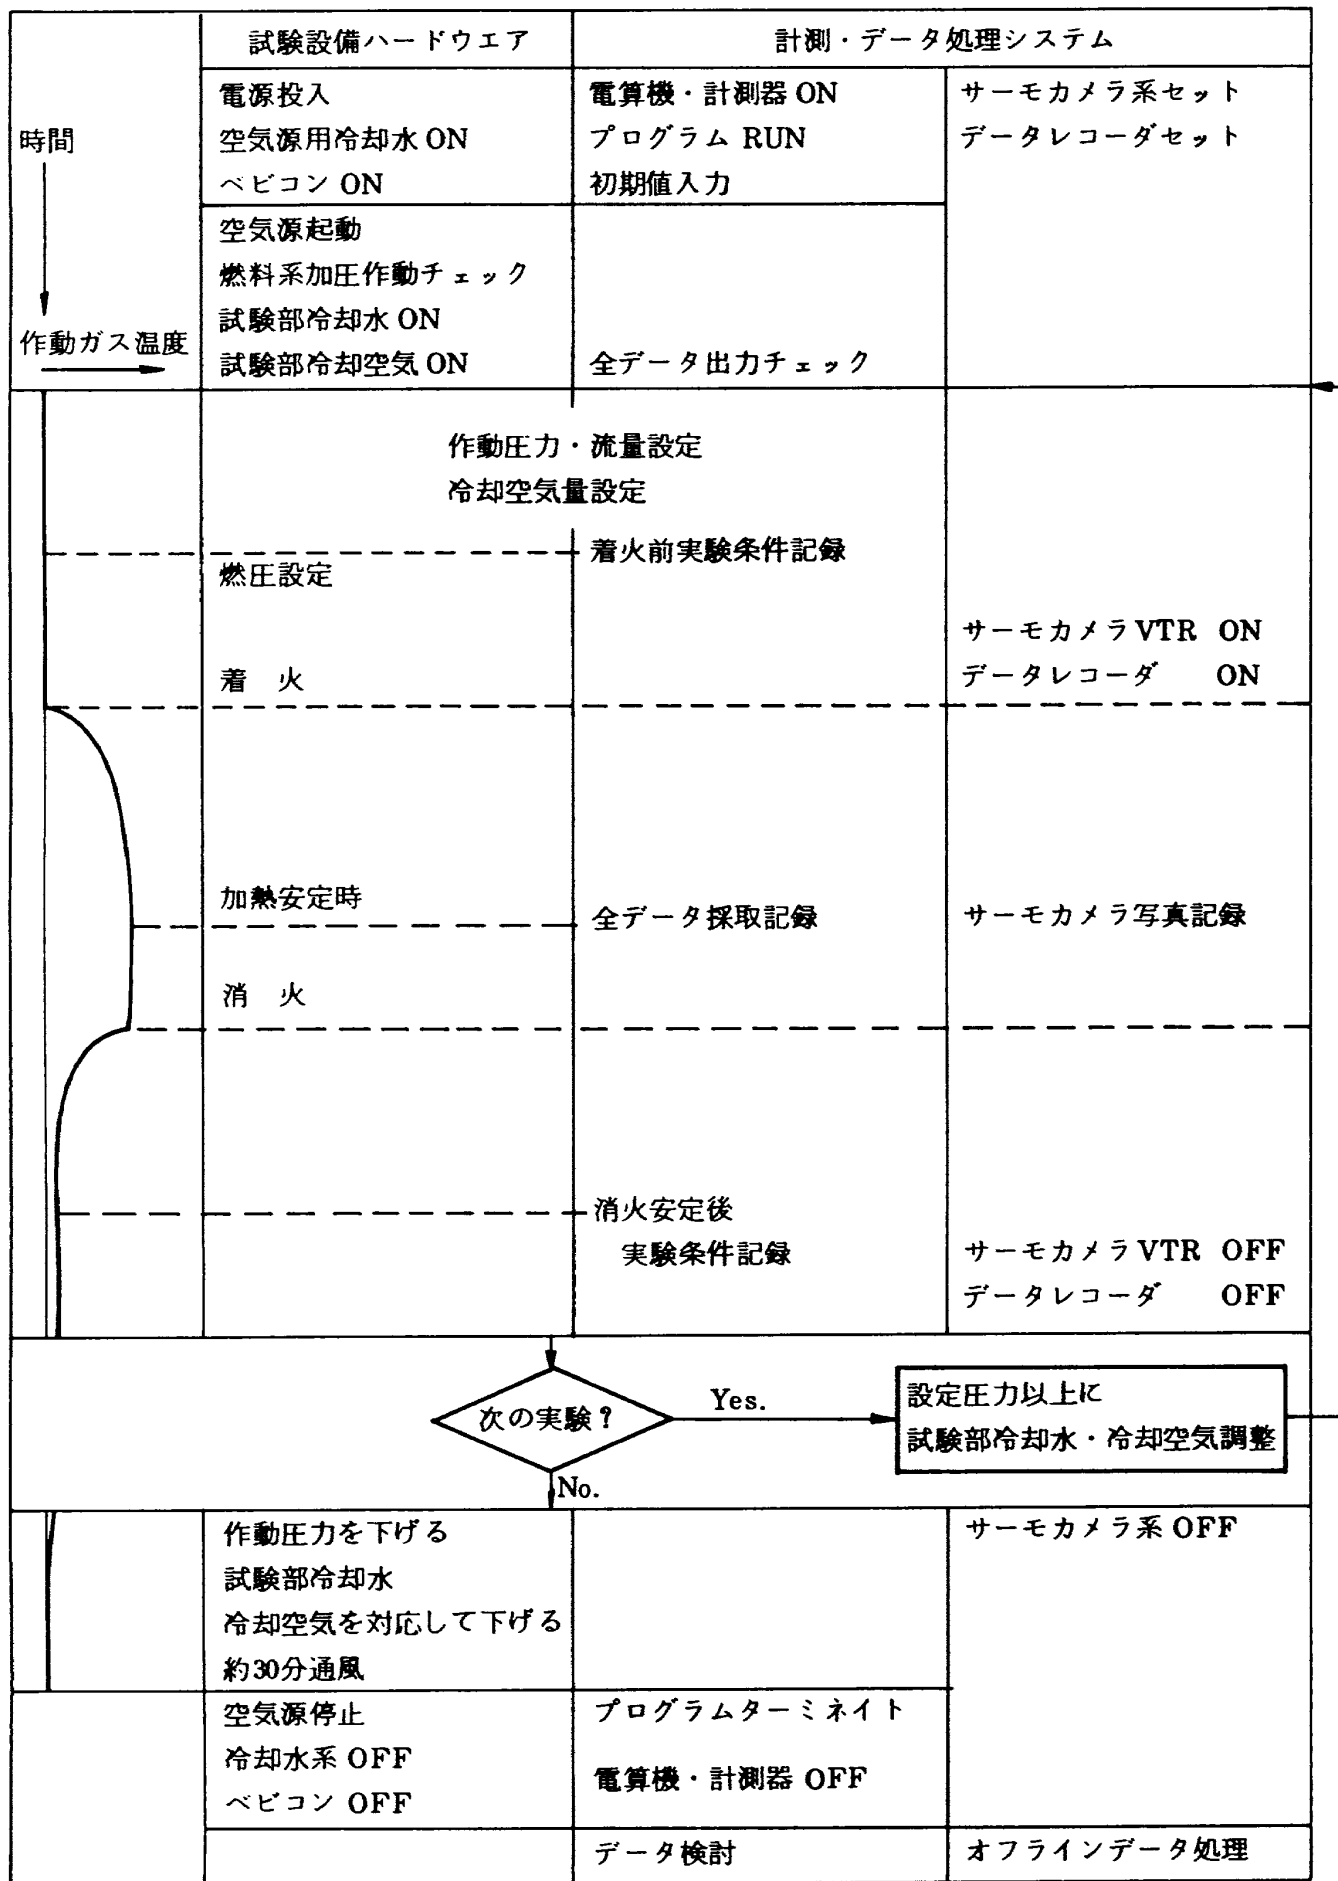 試験設備ハードウエア
計測・データ処理システム
時間
作動ガス温度
電源投入
空気源用冷却水 ON
ベビコン ON
電算機・計測器 ON
プログラム RUN
初期値入力
サーモカメラ系セット
データレコーダセット
空気源起動
燃料系加圧作動チェック
試験部冷却水 ON
試験部冷却空気 ON
全データ出力チェック
作動圧力・流量設定
冷却空気量設定
着火前実験条件記録
燃圧設定
サーモカメラVTR ON
データレコーダ ON
着 火
加熱安定時
全データ採取記録
サーモカメラ写真記録
消 火
消火安定後
実験条件記録
サーモカメラVTR OFF
データレコーダ OFF
次の実験?
Yes.
設定圧力以上に
試験部冷却水・冷却空気調整
No.
作動圧力を下げる
試験部冷却水
冷却空気を対応して下げる
約30分通風
サーモカメラ系 OFF
空気源停止
冷却水系 OFF
ベビコン OFF
プログラムターミネイト
電算機・計測器 OFF
データ検討
オフラインデータ処理